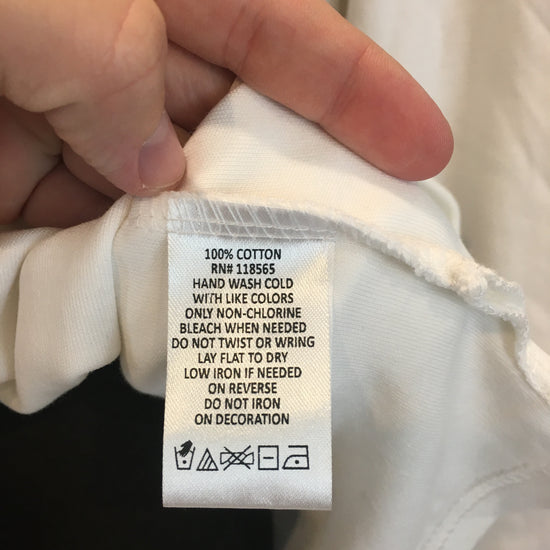 100% COTTON
RN# 118565
HAND WASH COLD
WITH LIKE COLORS
ONLY NON-CHLORINE
BLEACH WHEN NEEDED
DO NOT TWIST OR WRING
LAY FLAT TO DRY
LOW IRON IF NEEDED
ON REVERSE
DO NOT IRON
ON DECORATION